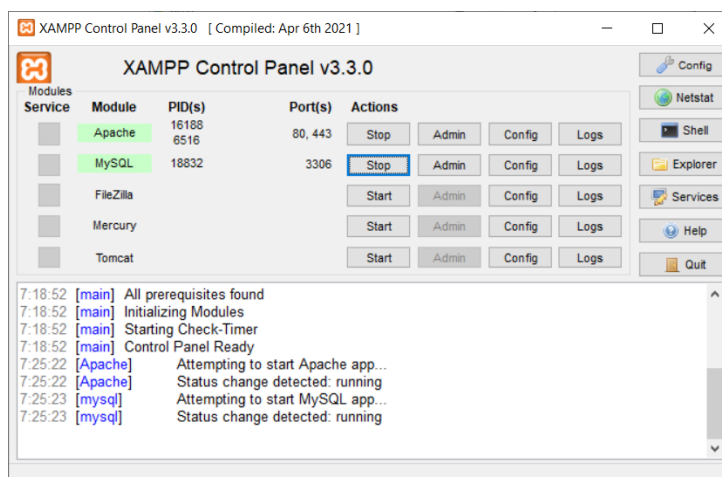 XAMPP Control Panel v3.3.0 [ Compiled: Apr 6th 2021 ]
XAMPP Control Panel v3.3.0
Config
Modules
Service Module PID(s) Port(s) Actions
Netstat
Apache 16188 6516 80, 443 Stop Admin Config Logs
Shell
MySQL 18832 3306 Stop Admin Config Logs
Explorer
FileZilla Start Admin Config Logs
Services
Mercury Start Admin Config Logs
Help
Tomcat Start Admin Config Logs
Quit
7:18:52 [main] All prerequisites found
7:18:52 [main] Initializing Modules
7:18:52 [main] Starting Check-Timer
7:18:52 [main] Control Panel Ready
7:25:22 [Apache] Attempting to start Apache app...
7:25:22 [Apache] Status change detected: running
7:25:23 [mysql] Attempting to start MySQL app...
7:25:23 [mysql] Status change detected: running